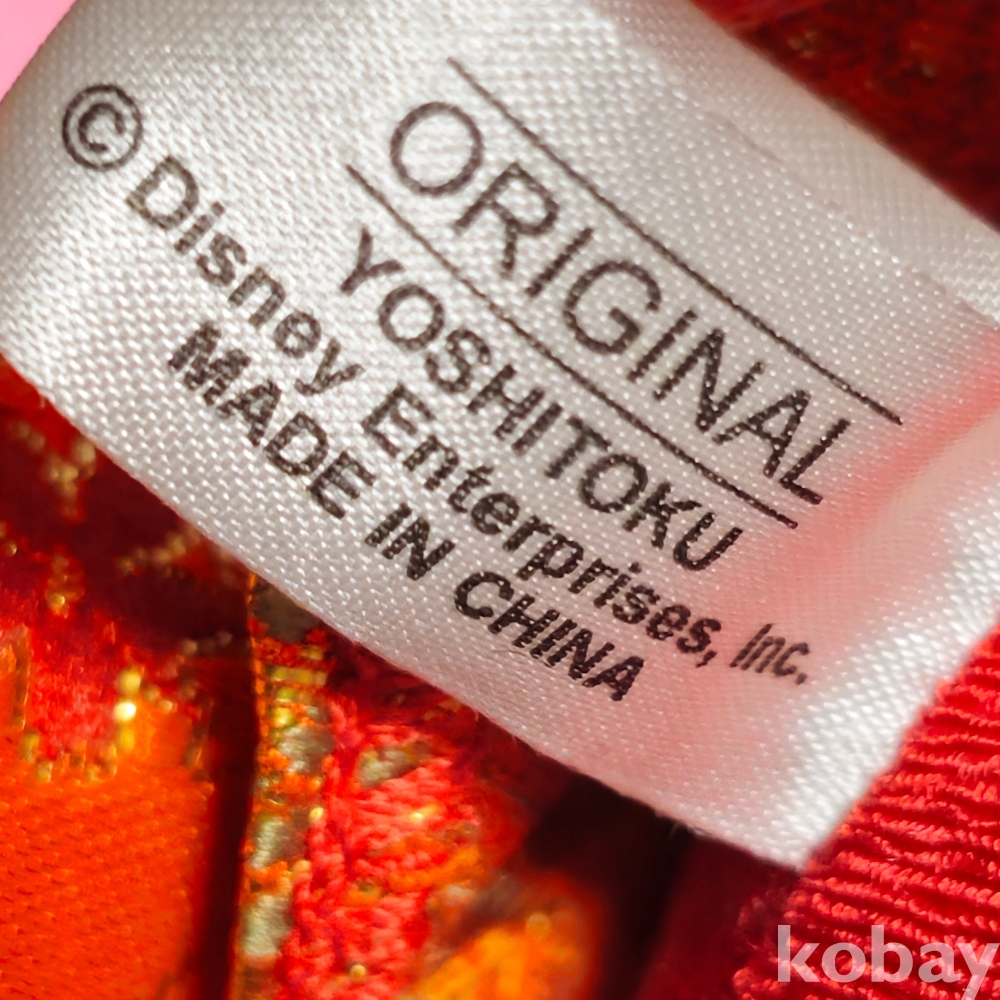 ORIGINAL
YOSHITOKU
© Disney Enterprises, Inc.
MADE IN CHINA
kobay